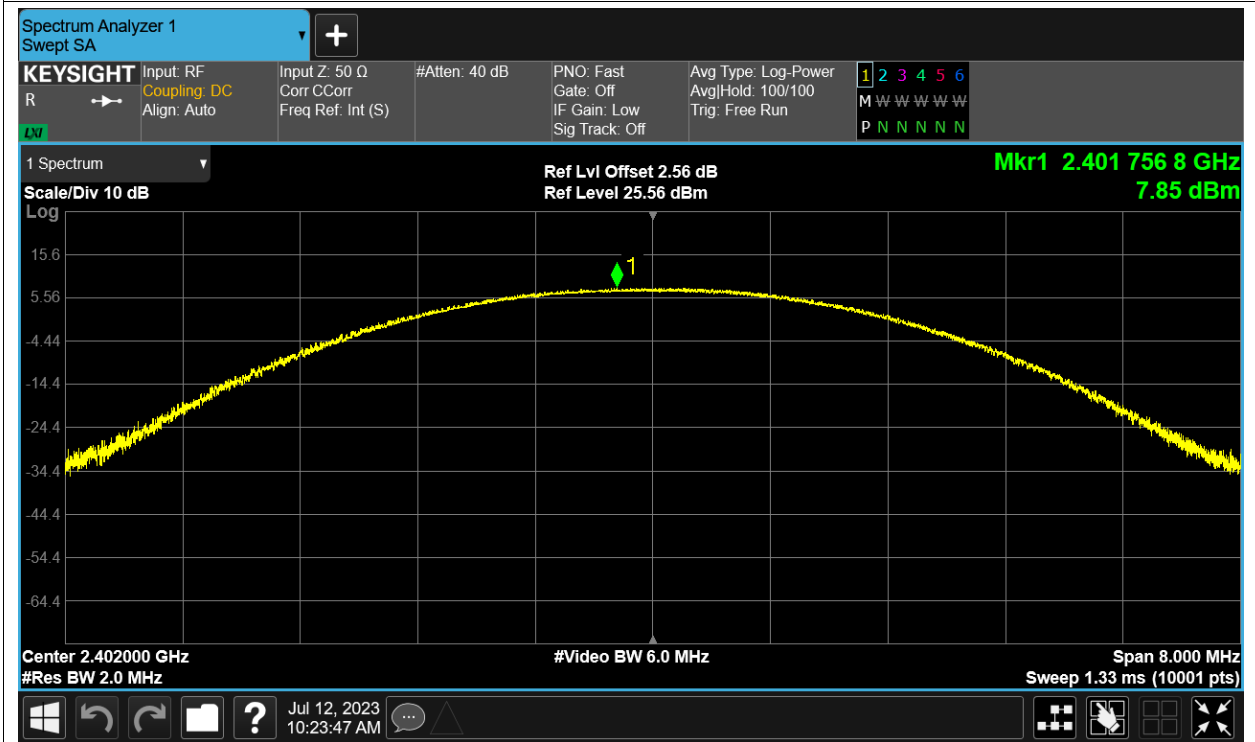 Spectrum Analyzer 1
Swept SA
+
KEYSIGHT
R
LXI
Input: RF
Coupling: DC
Align: Auto
Input Z: 50 Ω
Corr CCorr
Freq Ref: Int (S)
#Atten: 40 dB
PNO: Fast
Gate: Off
IF Gain: Low
Sig Track: Off
Avg Type: Log-Power
Avg|Hold: 100/100
Trig: Free Run
1 2 3 4 5 6
M W W W W W
P N N N N N
1 Spectrum
Scale/Div 10 dB
Log
Ref Lvl Offset 2.56 dB
Ref Level 25.56 dBm
Mkr1 2.401 756 8 GHz
7.85 dBm
1
15.6
5.56
-4.44
-14.4
-24.4
-34.4
-44.4
-54.4
-64.4
Center 2.402000 GHz
#Res BW 2.0 MHz
#Video BW 6.0 MHz
Span 8.000 MHz
Sweep 1.33 ms (10001 pts)
?
Jul 12, 2023
10:23:47 AM